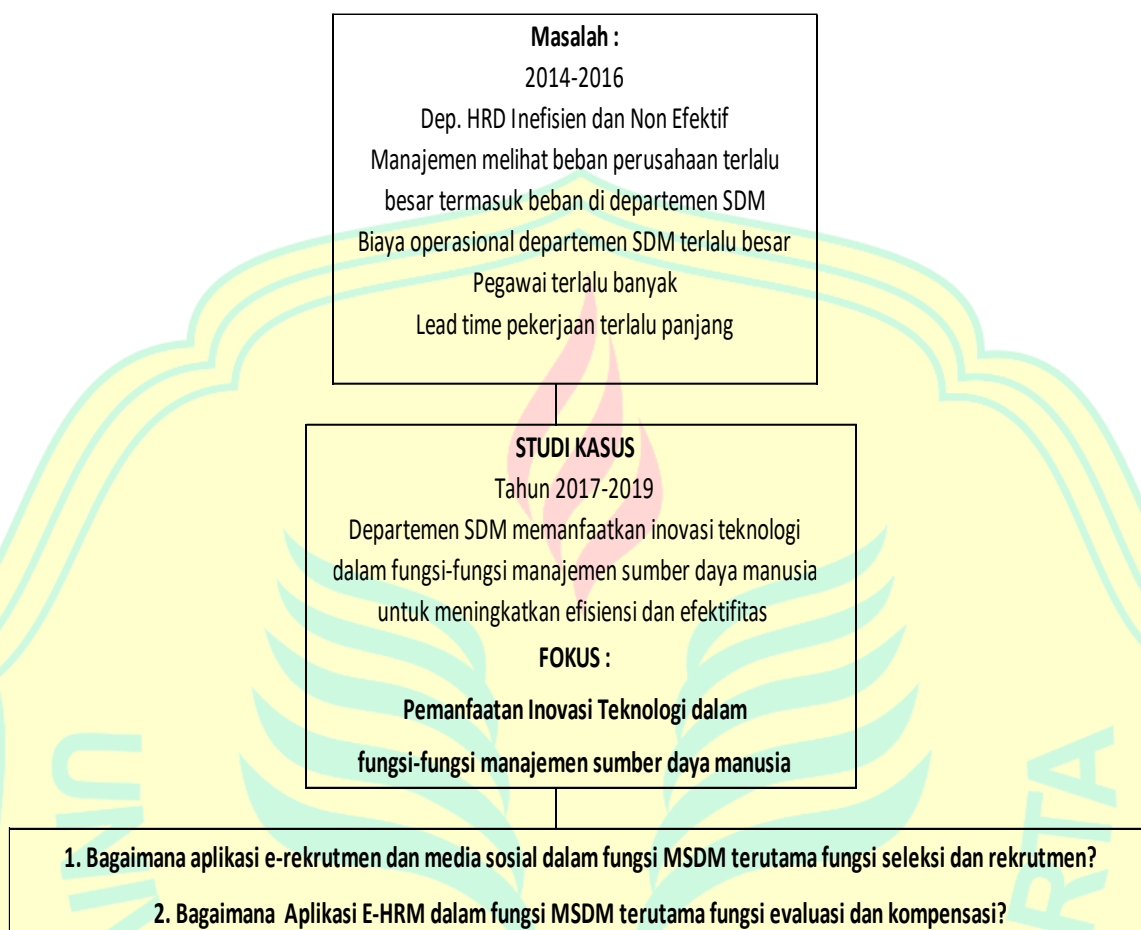 Masalah :
2014-2016
Dep. HRD Inefisien dan Non Efektif
Manajemen melihat beban perusahaan terlalu
besar termasuk beban di departemen SDM
Biaya operasional departemen SDM terlalu besar
Pegawai terlalu banyak
Lead time pekerjaan terlalu panjang
STUDI KASUS
Tahun 2017-2019
Departemen SDM memanfaatkan inovasi teknologi
dalam fungsi-fungsi manajemen sumber daya manusia
untuk meningkatkan efisiensi dan efektifitas
FOKUS :
Pemanfaatan Inovasi Teknologi dalam
fungsi-fungsi manajemen sumber daya manusia
1. Bagaimana aplikasi e-rekrutmen dan media sosial dalam fungsi MSDM terutama fungsi seleksi dan rekrutmen?
2. Bagaimana Aplikasi E-HRM dalam fungsi MSDM terutama fungsi evaluasi dan kompensasi?